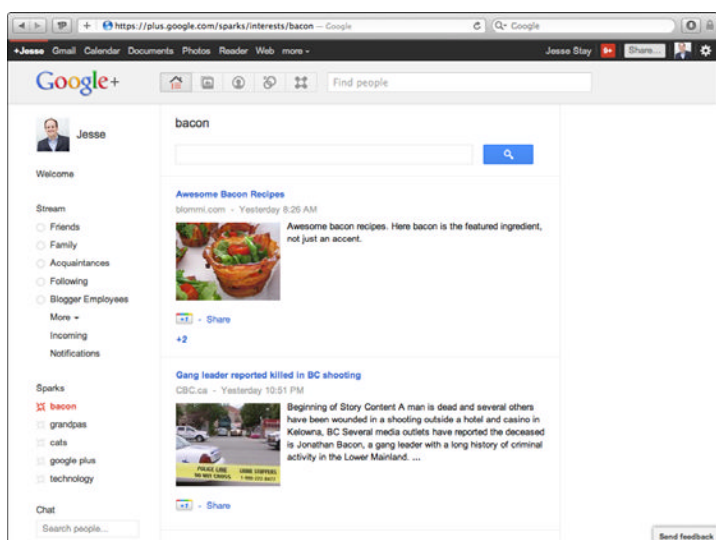 https://plus.google.com/sparks/interests/bacon — Google
Google
+Jesse Gmail Calendar Documents Photos Reader Web more
Jesse Stay 9+ Share...
Google+
Find people
Jesse
Welcome
Stream
Friends
Family
Acquaintances
Following
Blogger Employees
More
Incoming
Notifications
Sparks
bacon
grandpas
cats
google plus
technology
Chat
Search people...
bacon
Awesome Bacon Recipes
blommi.com - Yesterday 8:26 AM
Awesome bacon recipes. Here bacon is the featured ingredient,
not just an accent.
+1 - Share
+2
Gang leader reported killed in BC shooting
CBC.ca - Yesterday 10:51 PM
Beginning of Story Content A man is dead and several others
have been wounded in a shooting outside a hotel and casino in
Kelowna, BC Several media outlets have reported the deceased
is Jonathan Bacon, a gang leader with a long history of criminal
activity in the Lower Mainland. ...
POLICE LINE
CRIME STOPPERS
+1 - Share
Send feedback